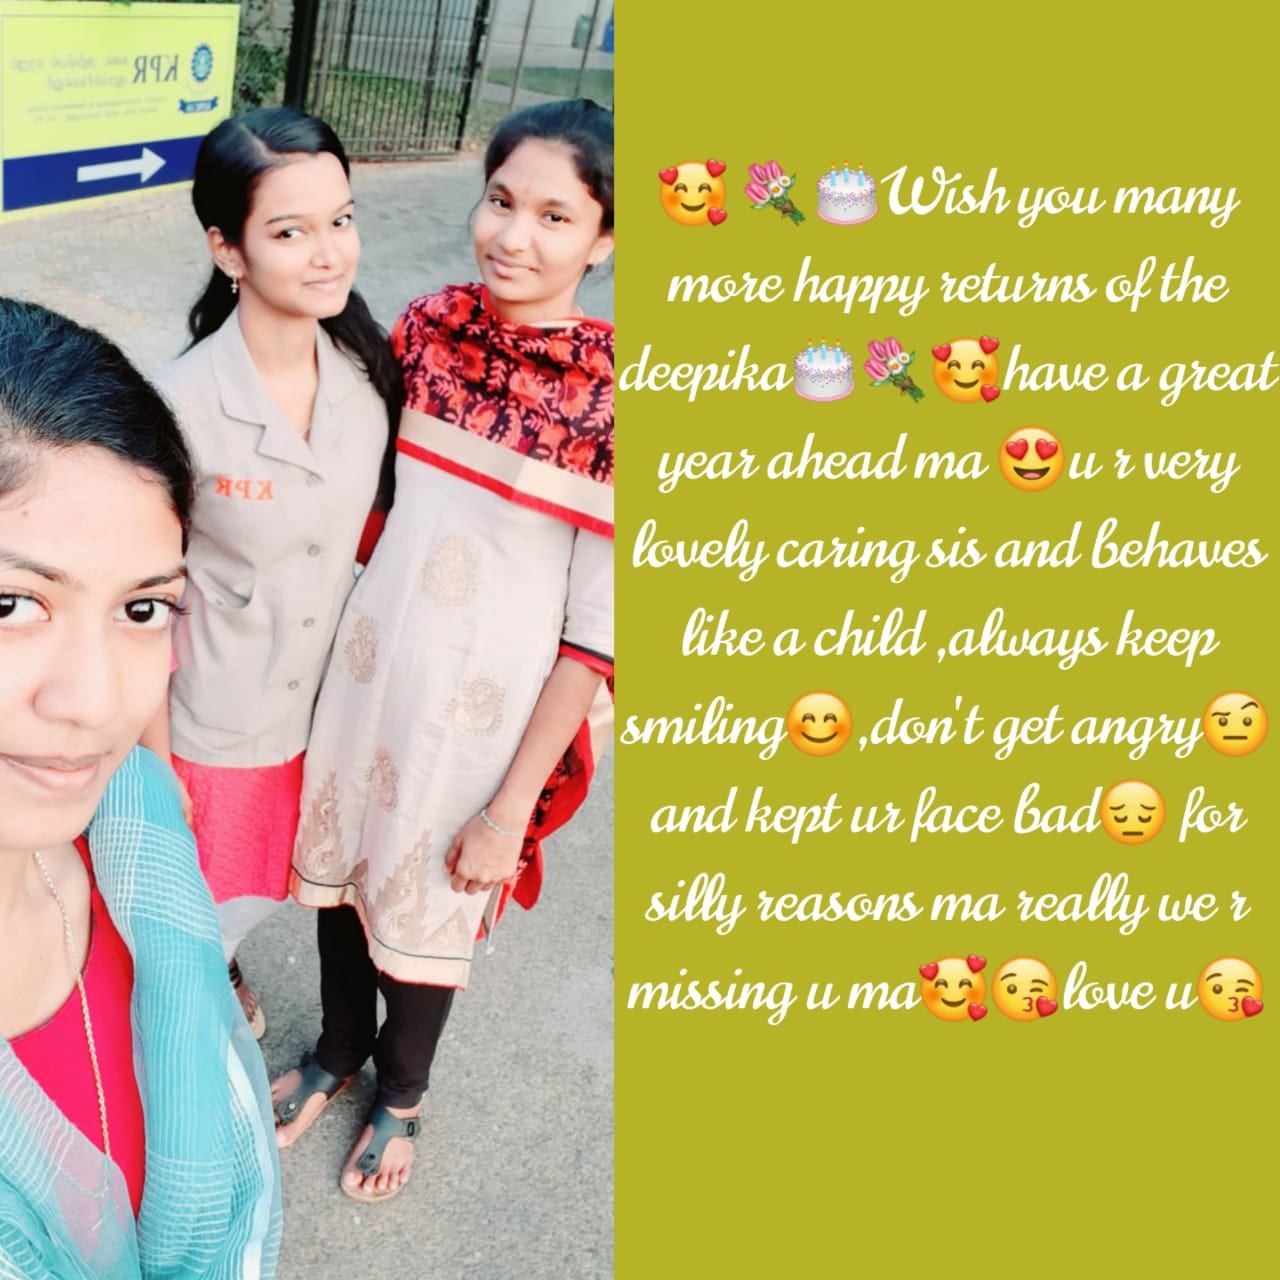 KPR
KPR
🥰 💐 🎂Wish you many
more happy returns of the
deepika🎂💐 🥰have a great
year ahead ma 😍u r very
lovely caring sis and behaves
like a child ,always keep
smiling😊 ,don't get angry🤨
and kept ur face bad😔 for
silly reasons ma really we r
missing u ma🥰😘love u😘